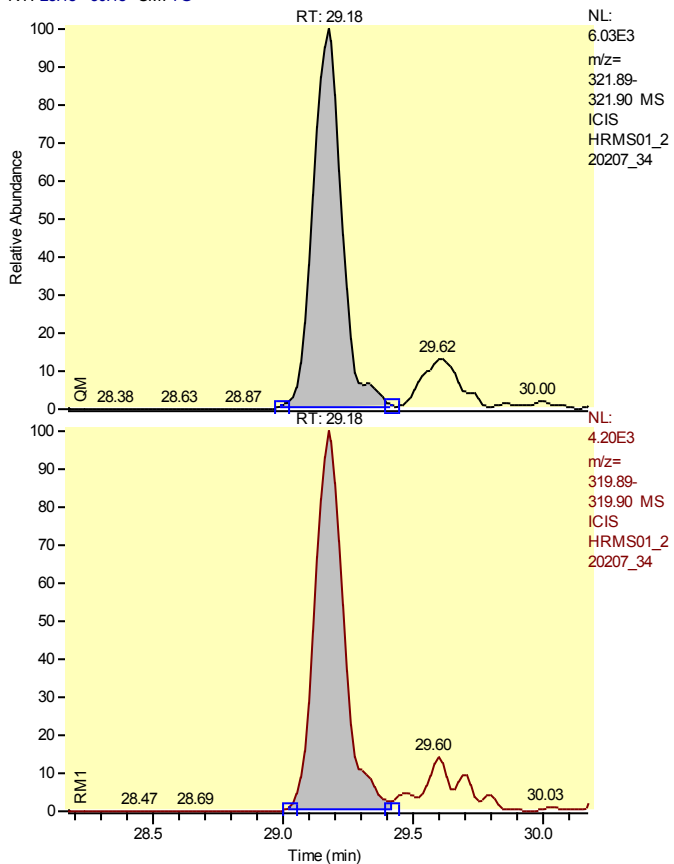 RT: 29.18
NL:
6.03E3
m/z=
321.89-
321.90 MS
ICIS
HRMS01_2
20207_34
100
90
80
70
60
50
40
30
20
10
0
Relative Abundance
QM
28.38
28.63
28.87
29.62
30.00
RT: 29.18
NL:
4.20E3
m/z=
319.89-
319.90 MS
ICIS
HRMS01_2
20207_34
100
90
80
70
60
50
40
30
20
10
0
RM1
28.47
28.69
29.60
30.03
28.5
29.0
29.5
30.0
Time (min)